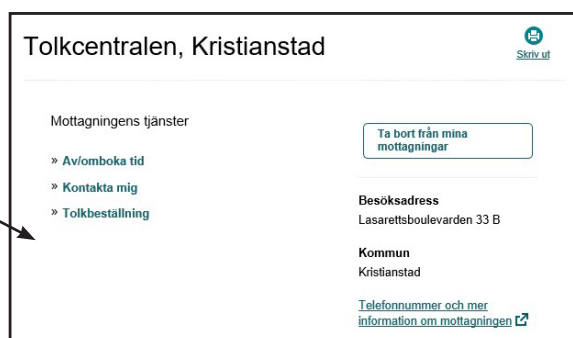 Tolkcentralen, Kristianstad
Skriv ut
Mottagningens tjänster
» Av/omboka tid
» Kontakta mig
» Tolkbeställning
Ta bort från mina
mottagningar
Besöksadress
Lasarettsboulevarden 33 B
Kommun
Kristianstad
Telefonnummer och mer
information om mottagningen